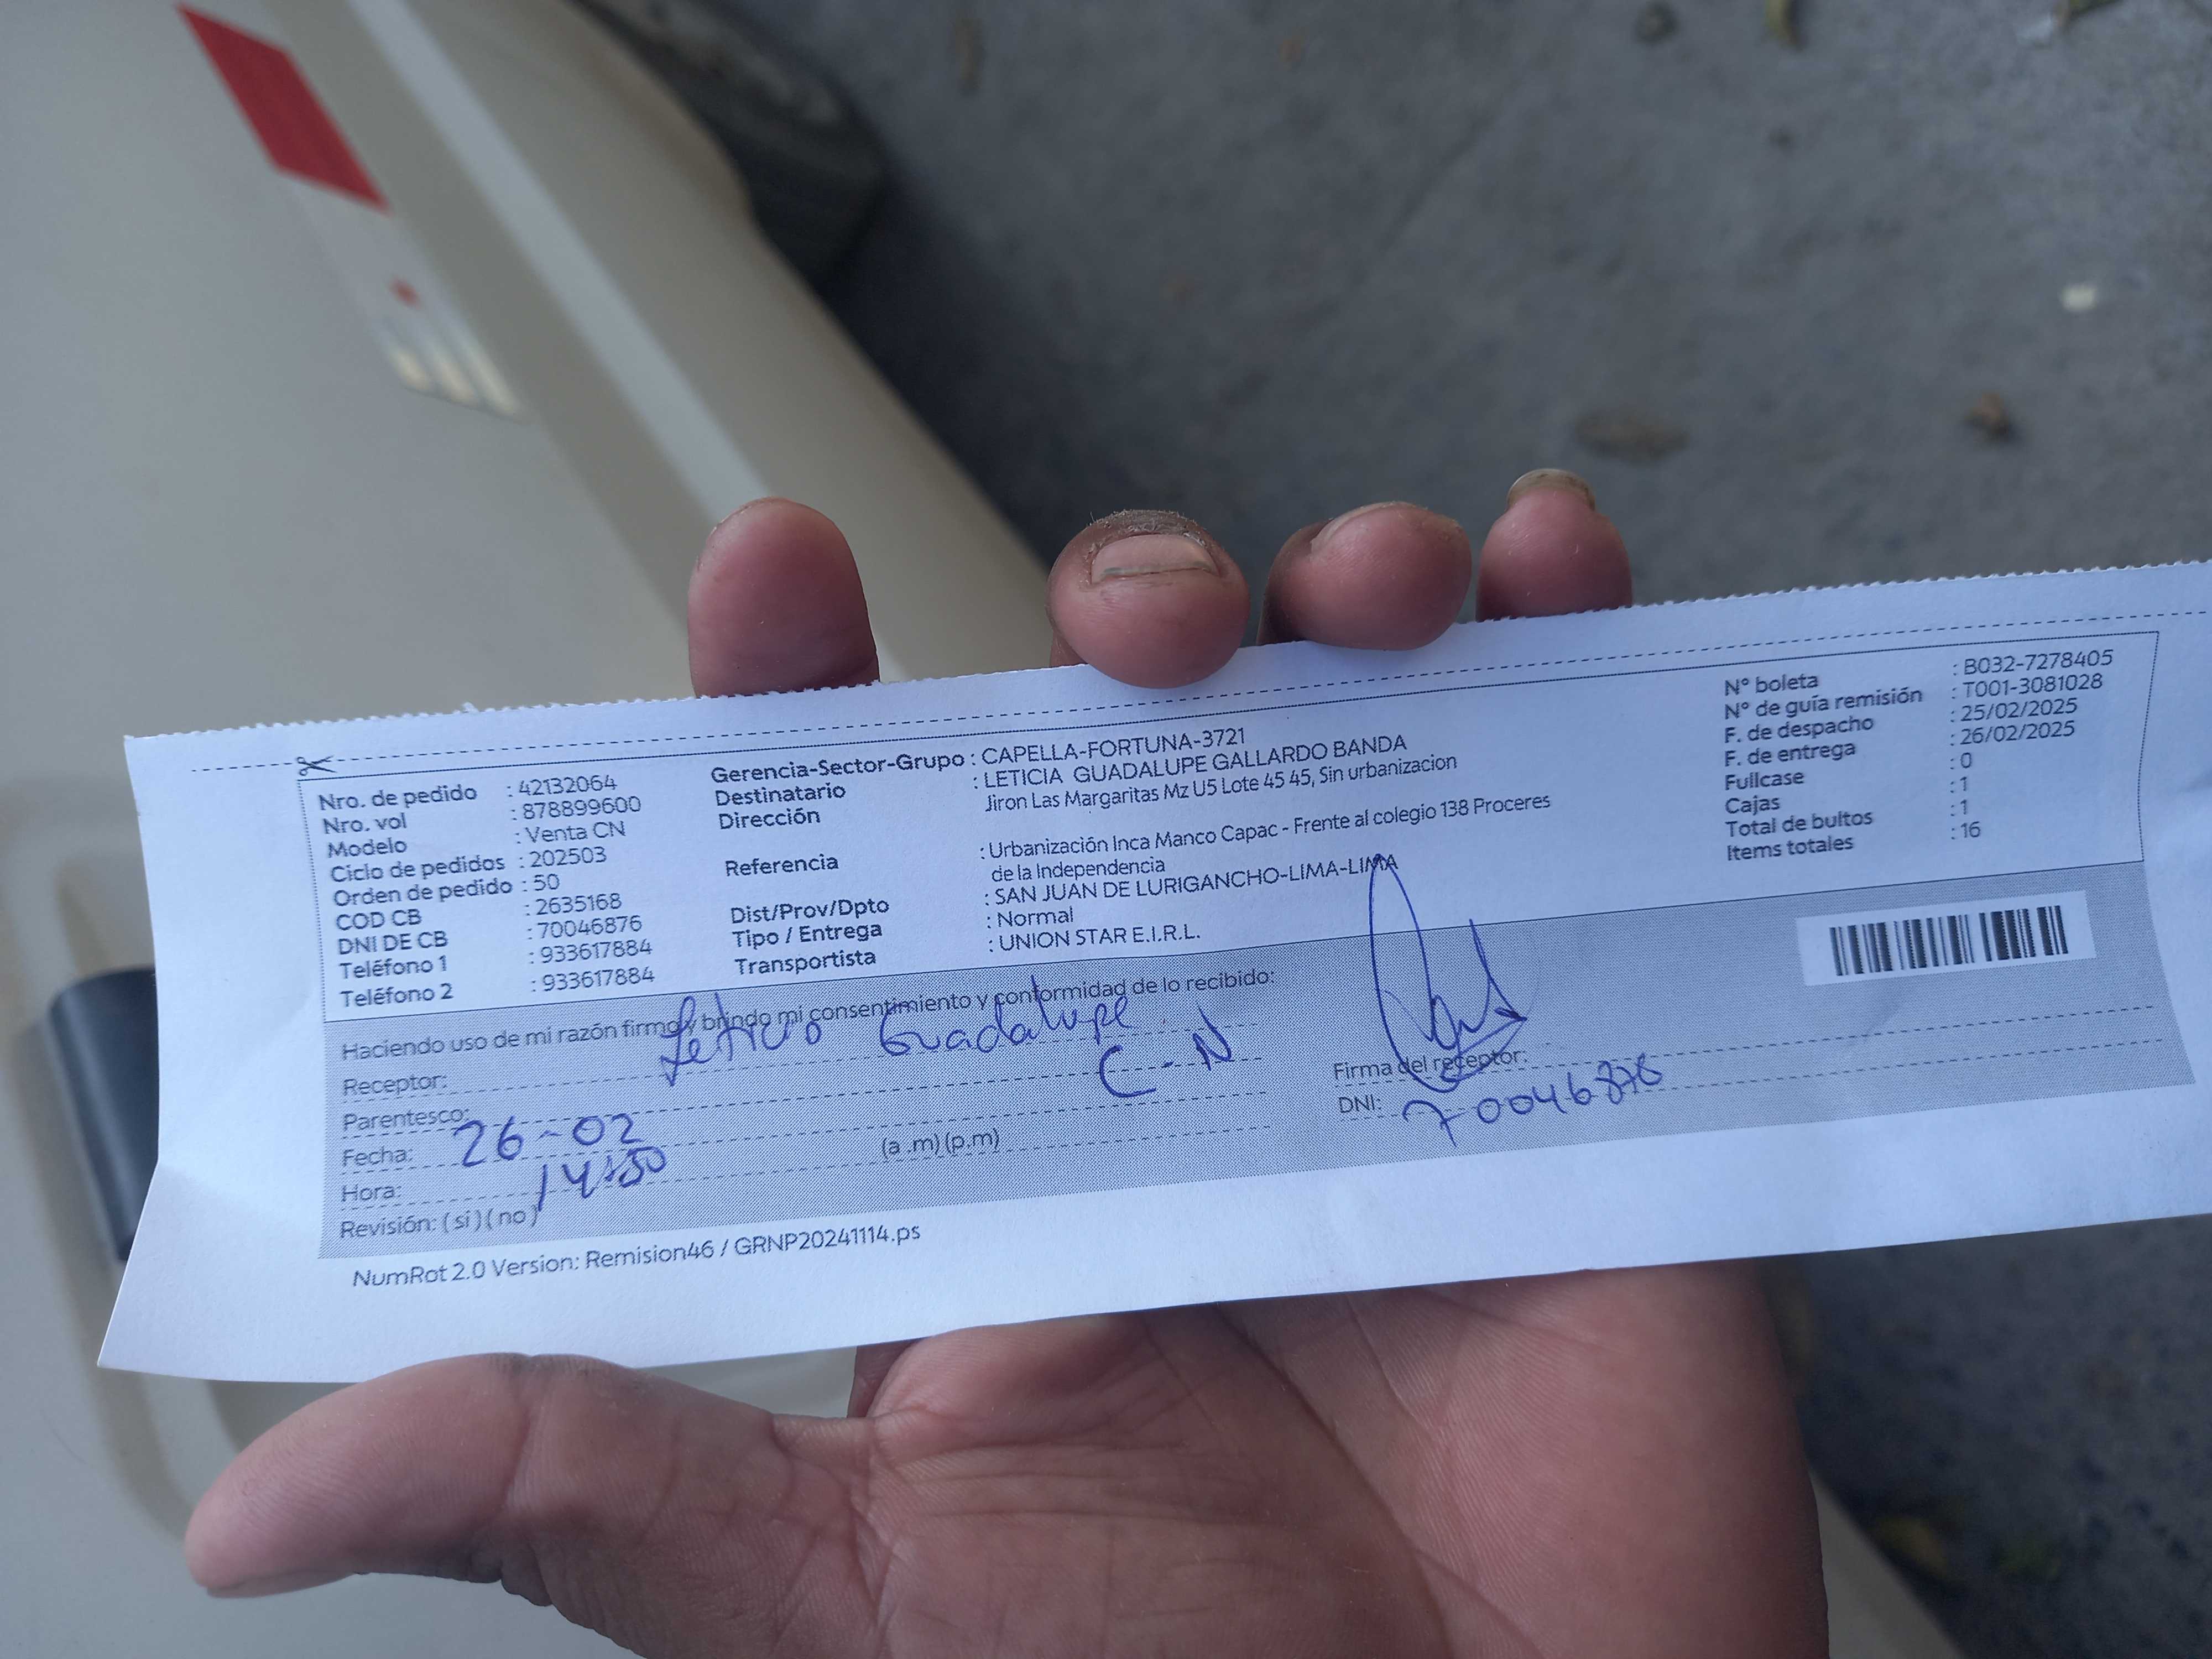 Nro. de pedido : 42132064
Nro. vol : 878899600
Modelo : Venta CN
Ciclo de pedidos : 202503
Orden de pedido : 50
COD CB : 2635168
DNI DE CB : 70046876
Teléfono 1 : 933617884
Teléfono 2 : 933617884
Gerencia-Sector-Grupo : CAPELLA-FORTUNA-3721
Destinatario : LETICIA GUADALUPE GALLARDO BANDA
Dirección Jiron Las Margaritas Mz U5 Lote 45 45, Sin urbanizacion
Referencia : Urbanización Inca Manco Capac - Frente al colegio 138 Proceres
de la Independencia
Dist/Prov/Dpto : SAN JUAN DE LURIGANCHO-LIMA-LIMA
Tipo / Entrega : Normal
Transportista : UNION STAR E.I.R.L.
N° boleta : B032-7278405
N° de guía remisión : T001-3081028
F. de despacho : 25/02/2025
F. de entrega : 26/02/2025
Fullcase : 0
Cajas : 1
Total de bultos : 1
Items totales : 16
Haciendo uso de mi razón firmo y brindo mi consentimiento y conformidad de lo recibido:
Receptor: Guadalupe
Parentesco: C-N
Fecha: 26-02
Hora: 14:50 (a .m) (p.m)
Revisión: ( si ) ( no )
Firma del receptor:
DNI: 70046876
NumRot 2.0 Version: Remision46 / GRNP20241114.ps